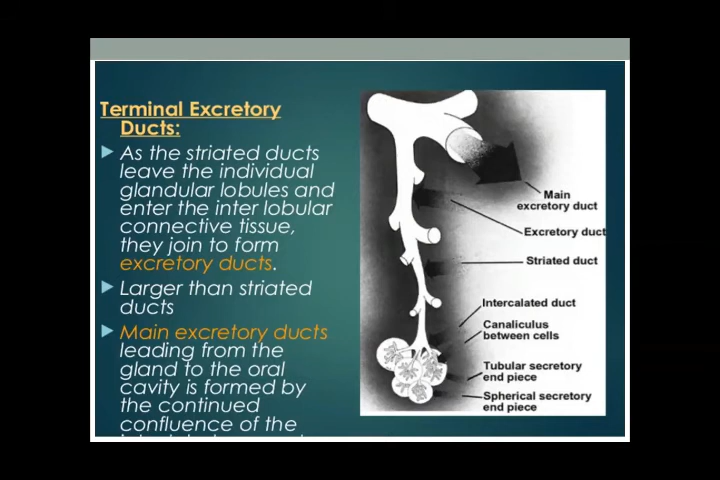 Terminal Excretory
Ducts:
As the striated ducts
leave the individual
glandular lobules and
enter the inter lobular
connective tissue,
they join to form
excretory ducts.
Larger than striated
ducts
Main excretory ducts
leading from the
gland to the oral
cavity is formed by
the continued
confluence of the
Main
excretory duct
Excretory duct
Striated duct
Intercalated duct
Canaliculus
between cells
Tubular secretory
end piece
Spherical secretory
end piece